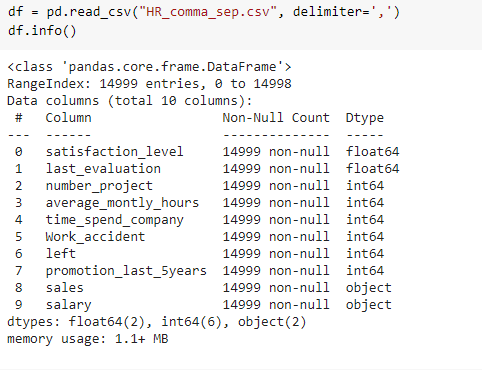 df = pd.read_csv("HR_comma_sep.csv", delimiter=',')
df.info()
<class 'pandas.core.frame.DataFrame'>
RangeIndex: 14999 entries, 0 to 14998
Data columns (total 10 columns):
 #   Column                 Non-Null Count  Dtype
---  ------                 --------------  -----
 0   satisfaction_level     14999 non-null  float64
 1   last_evaluation        14999 non-null  float64
 2   number_project         14999 non-null  int64
 3   average_montly_hours   14999 non-null  int64
 4   time_spend_company     14999 non-null  int64
 5   Work_accident          14999 non-null  int64
 6   left                   14999 non-null  int64
 7   promotion_last_5years  14999 non-null  int64
 8   sales                  14999 non-null  object
 9   salary                 14999 non-null  object
dtypes: float64(2), int64(6), object(2)
memory usage: 1.1+ MB